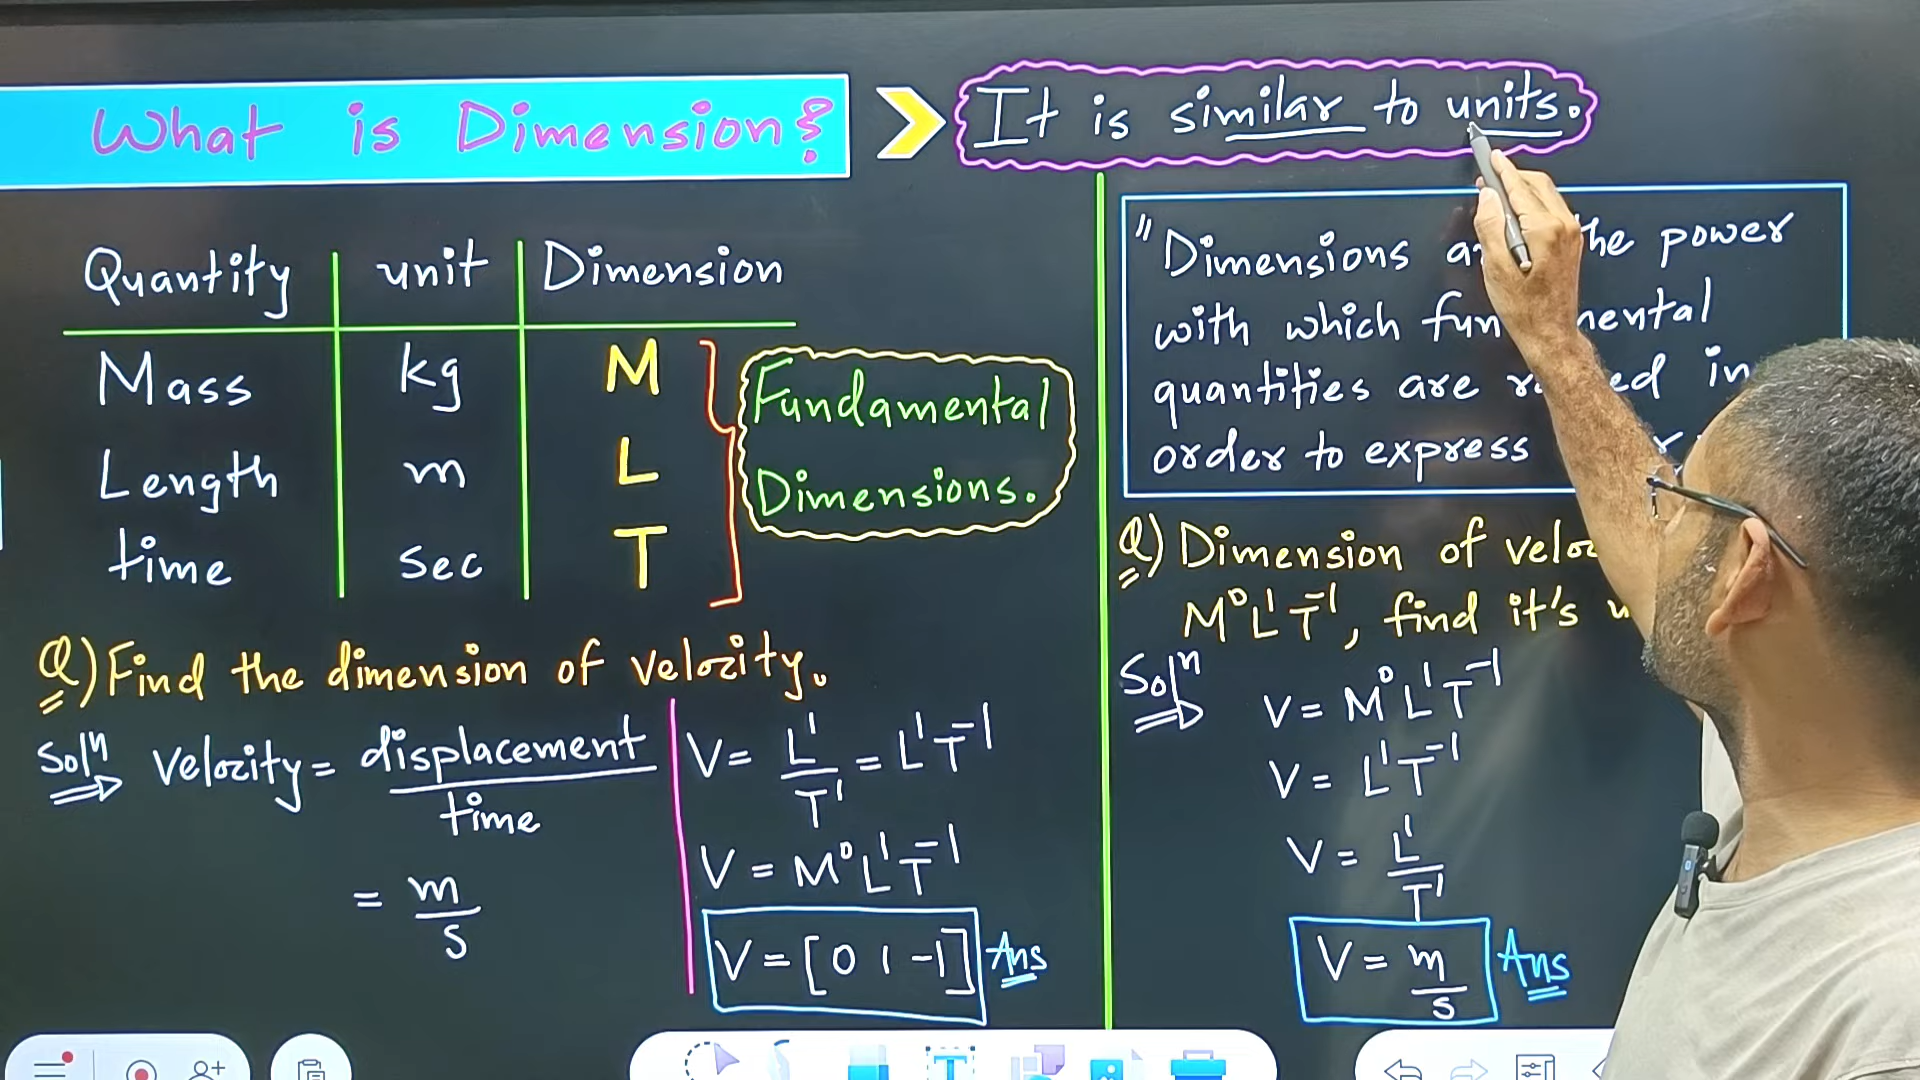 What is Dimension?
It is similar to units.
Quantity unit Dimension
Mass kg M
Length m L
time sec T
Fundamental
Dimensions.
Q) Find the dimension of velocity.
Solⁿ Velocity = displacement / time
= m/s
V = L¹/T¹ = L¹T⁻¹
V = M⁰L¹T⁻¹
V = [0 1 -1] Ans
"Dimensions the power
with which
quantities are in
order to express
Q) Dimension of
M⁰L¹T⁻¹, find it's
Solⁿ V = M⁰L¹T⁻¹
V = L¹T⁻¹
V = L¹/T¹
V = m/s Ans